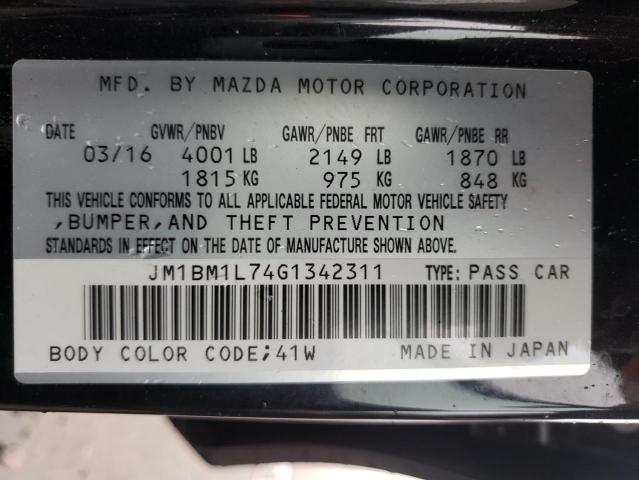 MFD. BY MAZDA MOTOR CORPORATION
DATE GVWR/PNBV GAWR/PNBE FRT GAWR/PNBE RR
03/16 4001 LB 2149 LB 1870 LB
1815 KG 975 KG 848 KG
THIS VEHICLE CONFORMS TO ALL APPLICABLE FEDERAL MOTOR VEHICLE SAFETY
,BUMPER,AND THEFT PREVENTION
STANDARDS IN EFFECT ON THE DATE OF MANUFACTURE SHOWN ABOVE.
JM1BM1L74G1342311 TYPE: PASS CAR
BODY COLOR CODE;41W MADE IN JAPAN